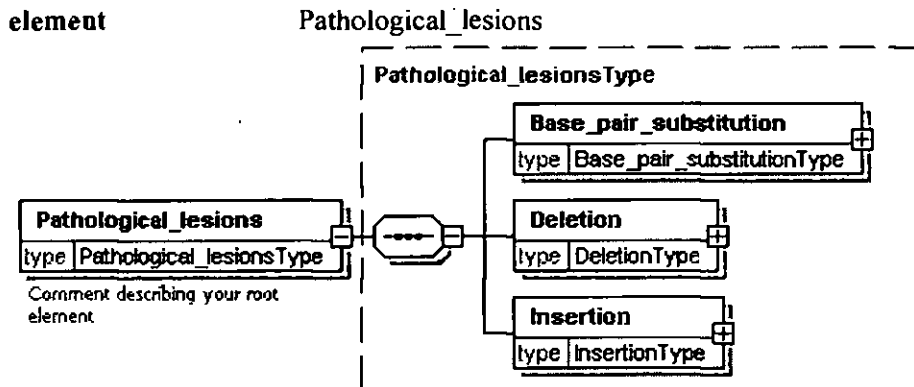 element Pathological_lesions
Pathological_lesionsType
Base_pair_substitution
type Base_pair_substitutionType
Pathological_lesions
type Pathological_lesionsType
Comment describing your root
element
Deletion
type DeletionType
Insertion
type InsertionType